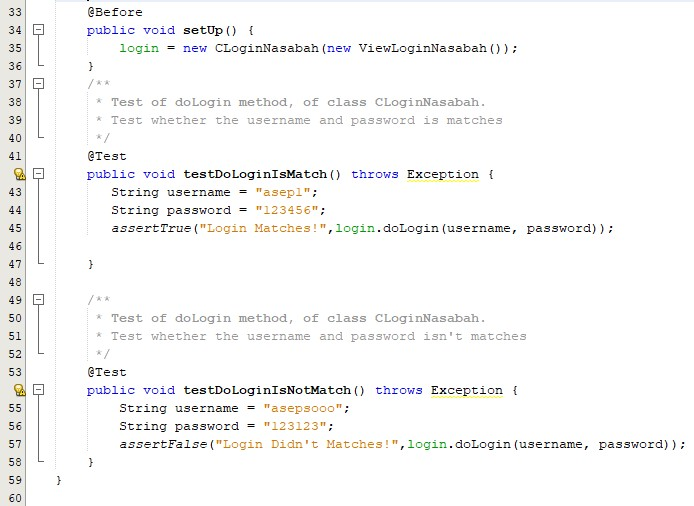 33 @Before
34 public void setUp() {
35 login = new CLoginNasabah(new ViewLoginNasabah());
36 }
37 /**
38 * Test of doLogin method, of class CLoginNasabah.
39 * Test whether the username and password is matches
40 */
41 @Test
public void testDoLoginIsMatch() throws Exception {
43 String username = "asep1";
44 String password = "123456";
45 assertTrue("Login Matches!",login.doLogin(username, password));
46
47 }
48
49 /**
50 * Test of doLogin method, of class CLoginNasabah.
51 * Test whether the username and password isn't matches
52 */
53 @Test
public void testDoLoginIsNotMatch() throws Exception {
55 String username = "asepsooo";
56 String password = "123123";
57 assertFalse("Login Didn't Matches!",login.doLogin(username, password));
58 }
59 }
60